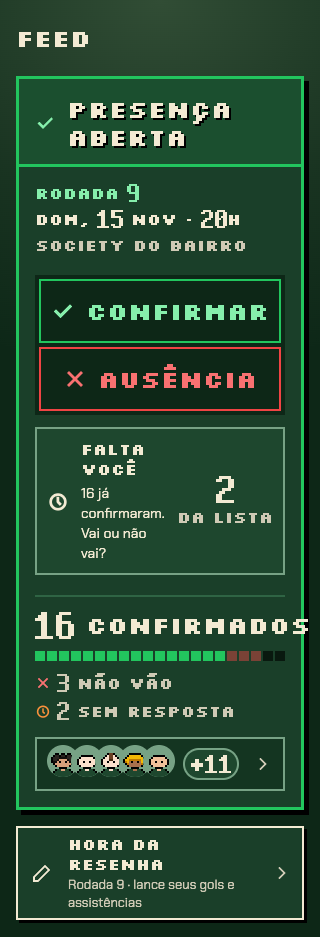 FEED
PRESENÇA
ABERTA
RODADA 9
DOM, 15 NOV · 20H
SOCIETY DO BAIRRO
CONFIRMAR
AUSÊNCIA
FALTA
VOCÊ
16 já
confirmaram.
Vai ou não
vai?
2
DA LISTA
16 CONFIRMADOS
3 NÃO VÃO
2 SEM RESPOSTA
+11
HORA DA
RESENHA
Rodada 9 · lance seus gols e
assistências